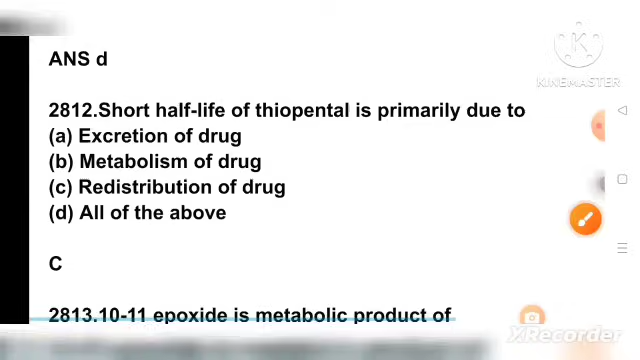 ANS d
2812.Short half-life of thiopental is primarily due to
(a) Excretion of drug
(b) Metabolism of drug
(c) Redistribution of drug
(d) All of the above
C
2813.10-11 epoxide is metabolic product of
KINEMASTER
XRecorder